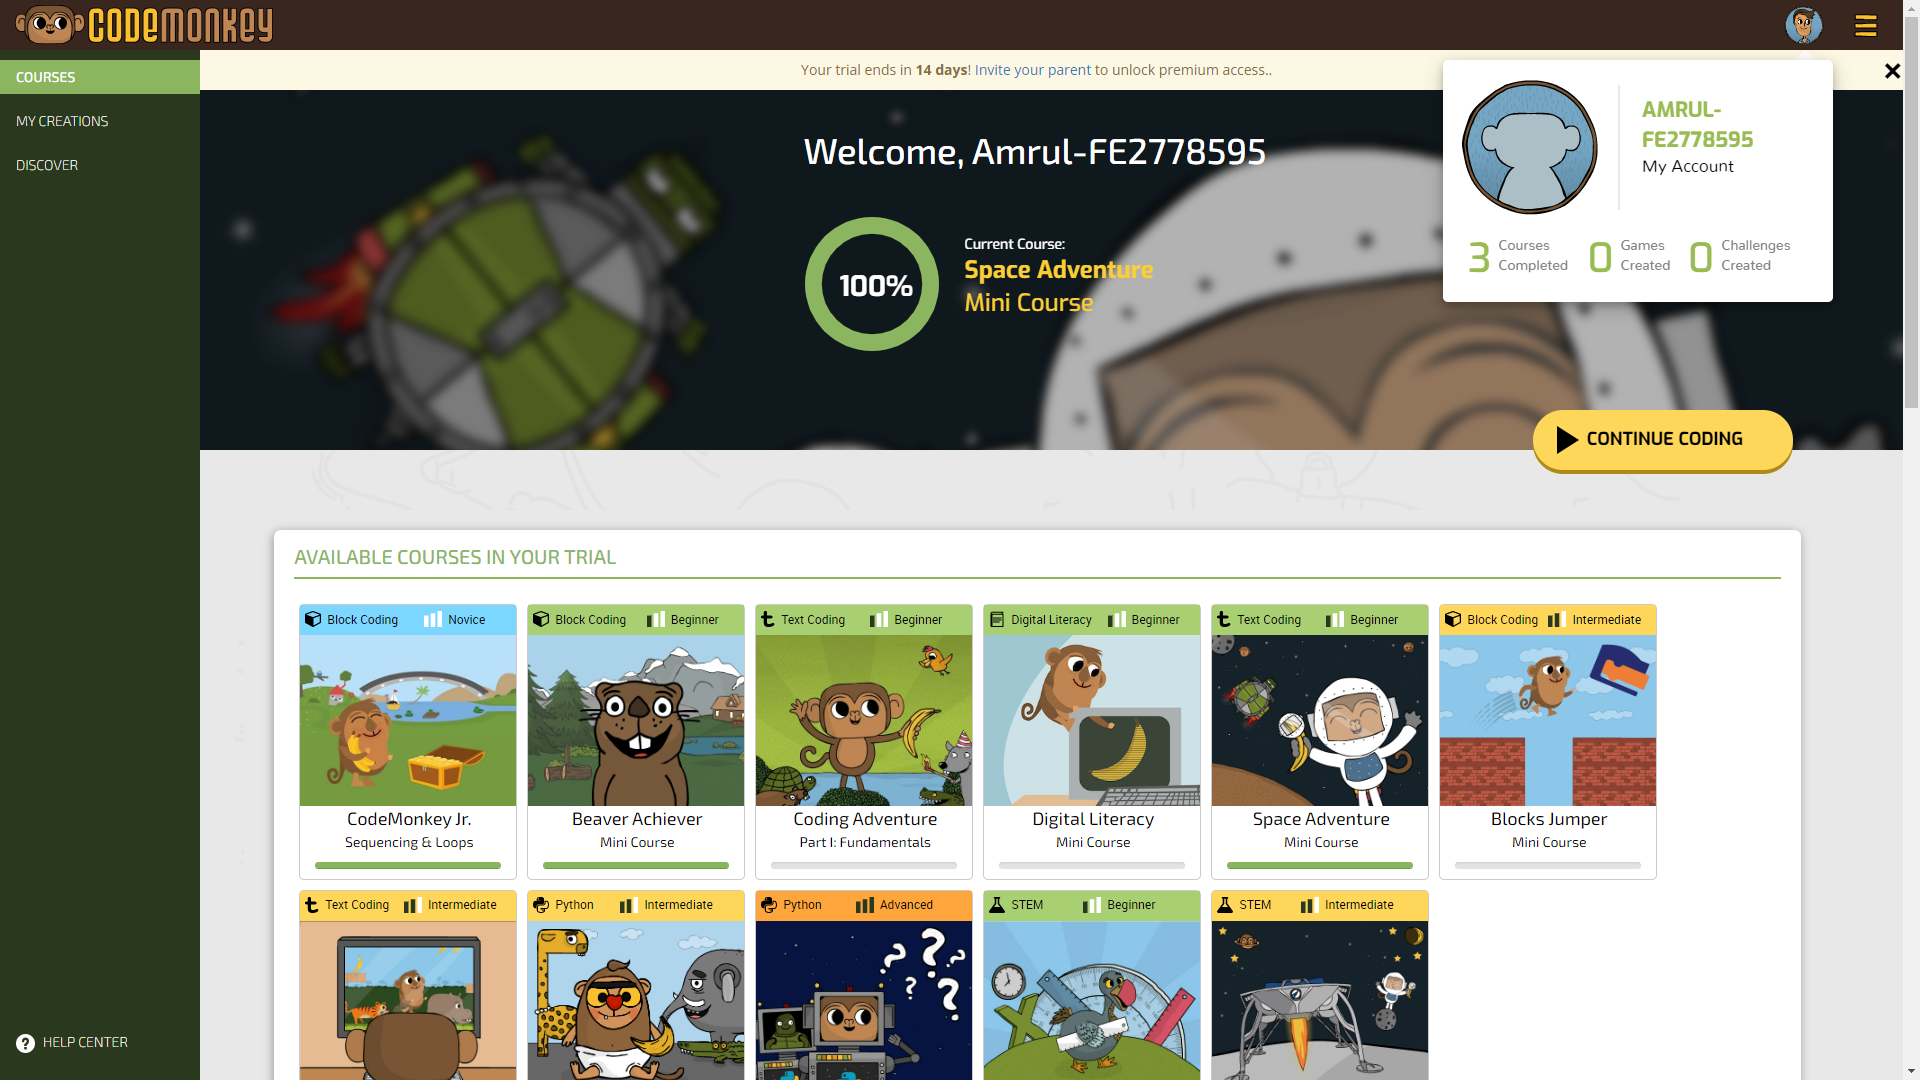 CODEMONKEY
COURSES
MY CREATIONS
DISCOVER
HELP CENTER
Your trial ends in 14 days! Invite your parent to unlock premium access..
Welcome, Amrul-FE2778595
100%
Current Course:
Space Adventure
Mini Course
AMRUL-
FE2778595
My Account
3 Courses Completed
0 Games Created
0 Challenges Created
CONTINUE CODING
AVAILABLE COURSES IN YOUR TRIAL
Block Coding Novice
CodeMonkey Jr.
Sequencing & Loops
Block Coding Beginner
Beaver Achiever
Mini Course
Text Coding Beginner
Coding Adventure
Part I: Fundamentals
Digital Literacy Beginner
Digital Literacy
Mini Course
Text Coding Beginner
Space Adventure
Mini Course
Block Coding Intermediate
Blocks Jumper
Mini Course
Text Coding Intermediate
Python Intermediate
Python Advanced
? ? ? ? ?
STEM Beginner
STEM Intermediate